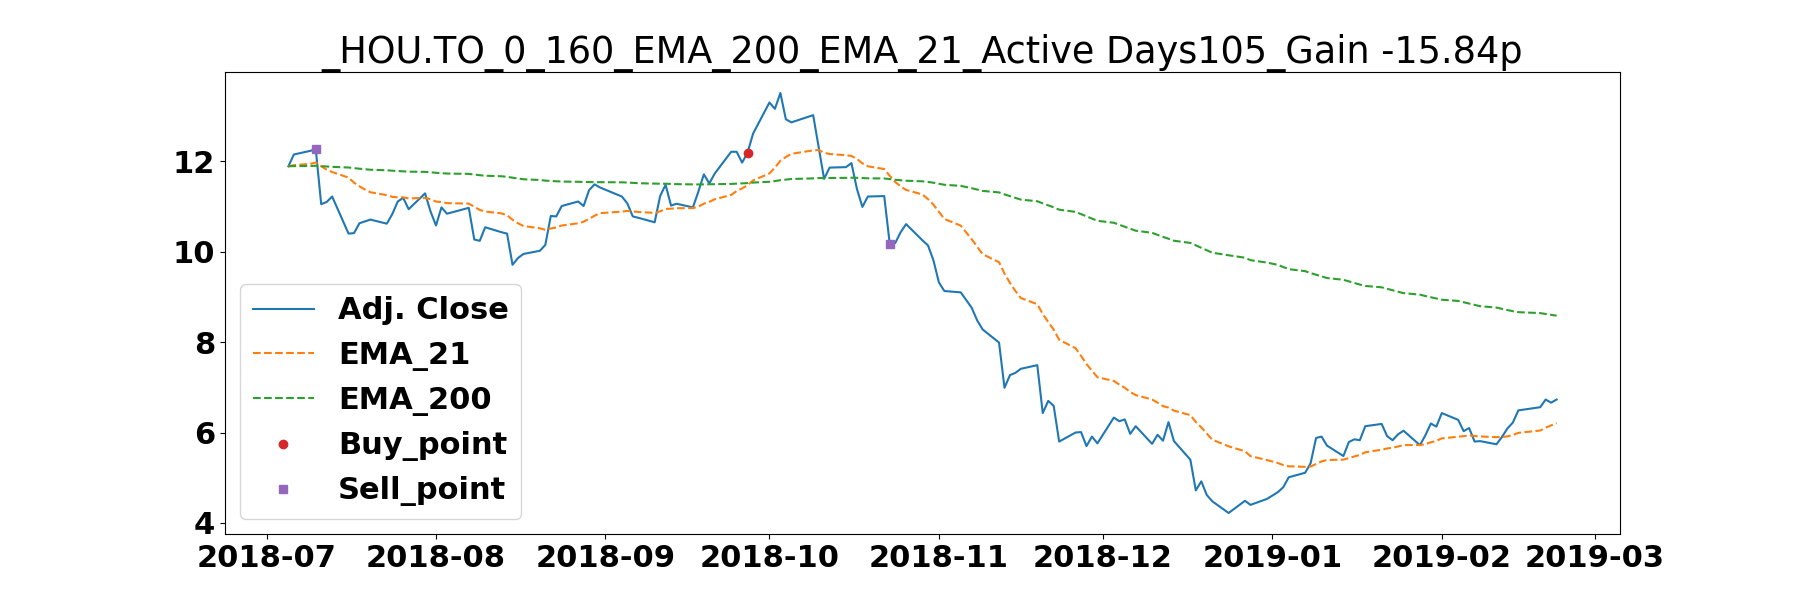 _HOU.TO_0_160_EMA_200_EMA_21_Active Days105_Gain -15.84p
12
10
8
6
4
Adj. Close
EMA_21
EMA_200
Buy_point
Sell_point
2018-07 2018-08 2018-09 2018-10 2018-11 2018-12 2019-01 2019-02 2019-03